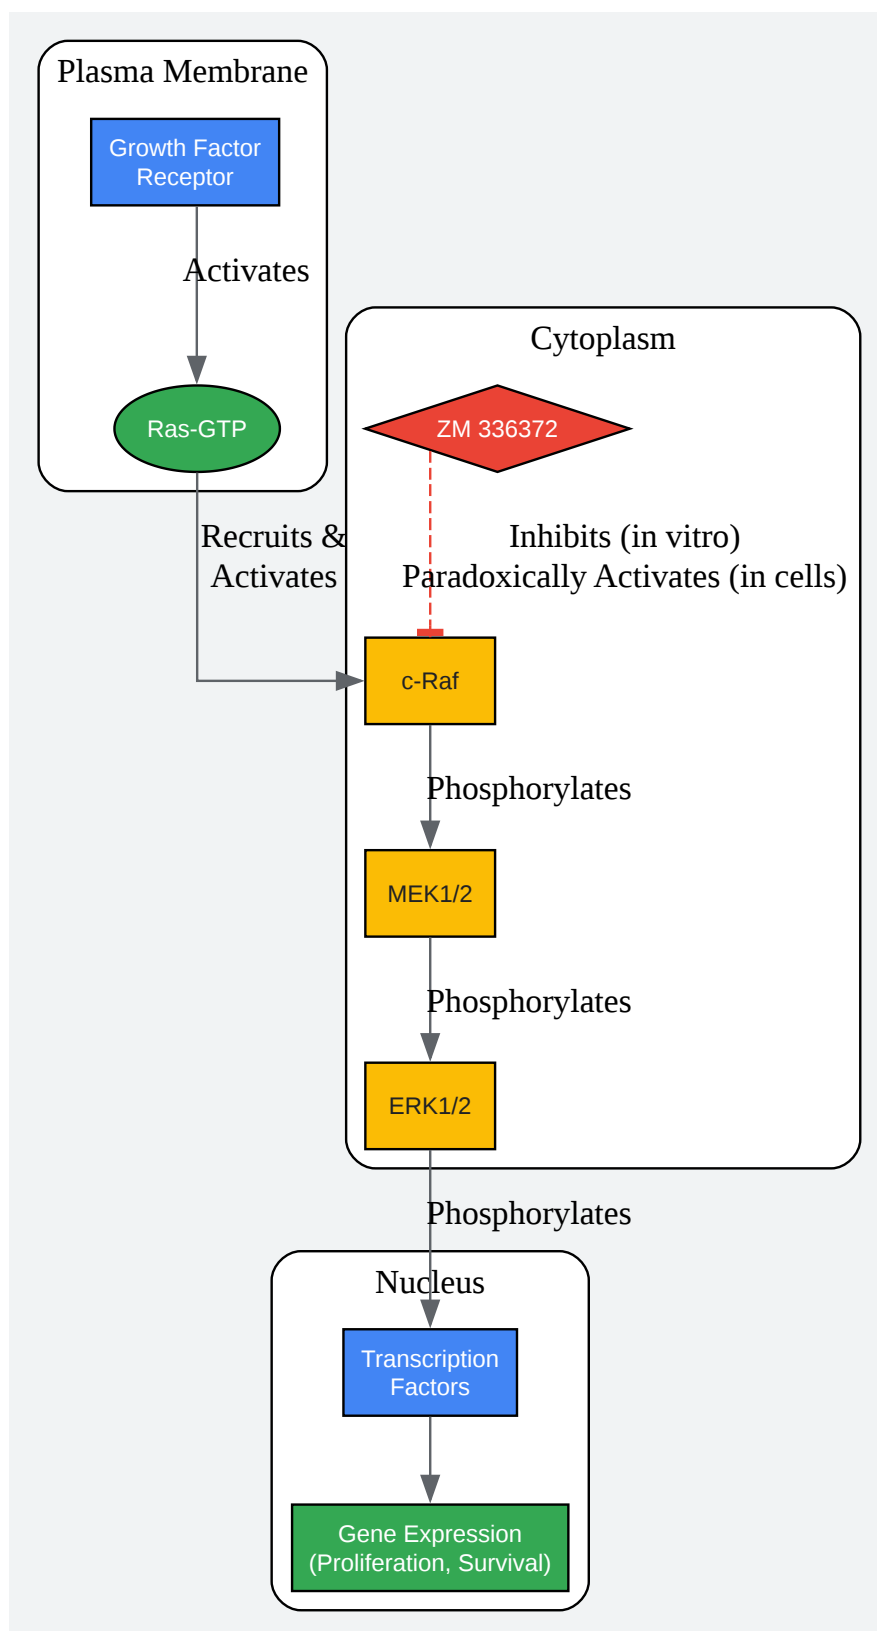 Plasma Membrane
Growth Factor
Receptor
Activates
Ras-GTP
Recruits &
Activates
Cytoplasm
ZM 336372
Inhibits (in vitro)
Paradoxically Activates (in cells)
c-Raf
Phosphorylates
MEK1/2
Phosphorylates
ERK1/2
Phosphorylates
Nucleus
Transcription
Factors
Gene Expression
(Proliferation, Survival)